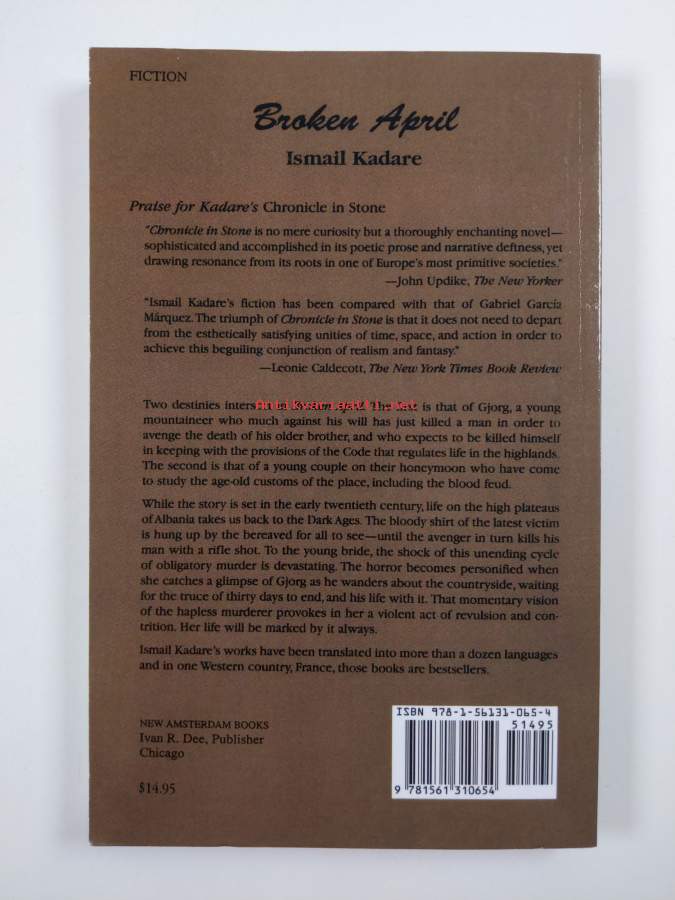 FICTION
Broken April
Ismail Kadare
Praise for Kadare's Chronicle in Stone
"Chronicle in Stone is no mere curiosity but a thoroughly enchanting novel—
sophisticated and accomplished in its poetic prose and narrative deftness, yet
drawing resonance from its roots in one of Europe's most primitive societies."
—John Updike, The New Yorker
"Ismail Kadare's fiction has been compared with that of Gabriel García
Márquez. The triumph of Chronicle in Stone is that it does not need to depart
from the esthetically satisfying unities of time, space, and action in order to
achieve this beguiling conjunction of realism and fantasy."
—Leonie Caldecott, The New York Times Book Review
Antikvariaatti.net
Two destinies intersect in Broken April. The first is that of Gjorg, a young
mountaineer who much against his will has just killed a man in order to
avenge the death of his older brother, and who expects to be killed himself
in keeping with the provisions of the Code that regulates life in the highlands.
The second is that of a young couple on their honeymoon who have come
to study the age-old customs of the place, including the blood feud.
While the story is set in the early twentieth century, life on the high plateaus
of Albania takes us back to the Dark Ages. The bloody shirt of the latest victim
is hung up by the bereaved for all to see—until the avenger in turn kills his
man with a rifle shot. To the young bride, the shock of this unending cycle
of obligatory murder is devastating. The horror becomes personified when
she catches a glimpse of Gjorg as he wanders about the countryside, waiting
for the truce of thirty days to end, and his life with it. That momentary vision
of the hapless murderer provokes in her a violent act of revulsion and con-
trition. Her life will be marked by it always.
Ismail Kadare's works have been translated into more than a dozen languages
and in one Western country, France, those books are bestsellers.
NEW AMSTERDAM BOOKS
Ivan R. Dee, Publisher
Chicago
$14.95
ISBN 978-1-56131-065-4
51495
9 781561 310654